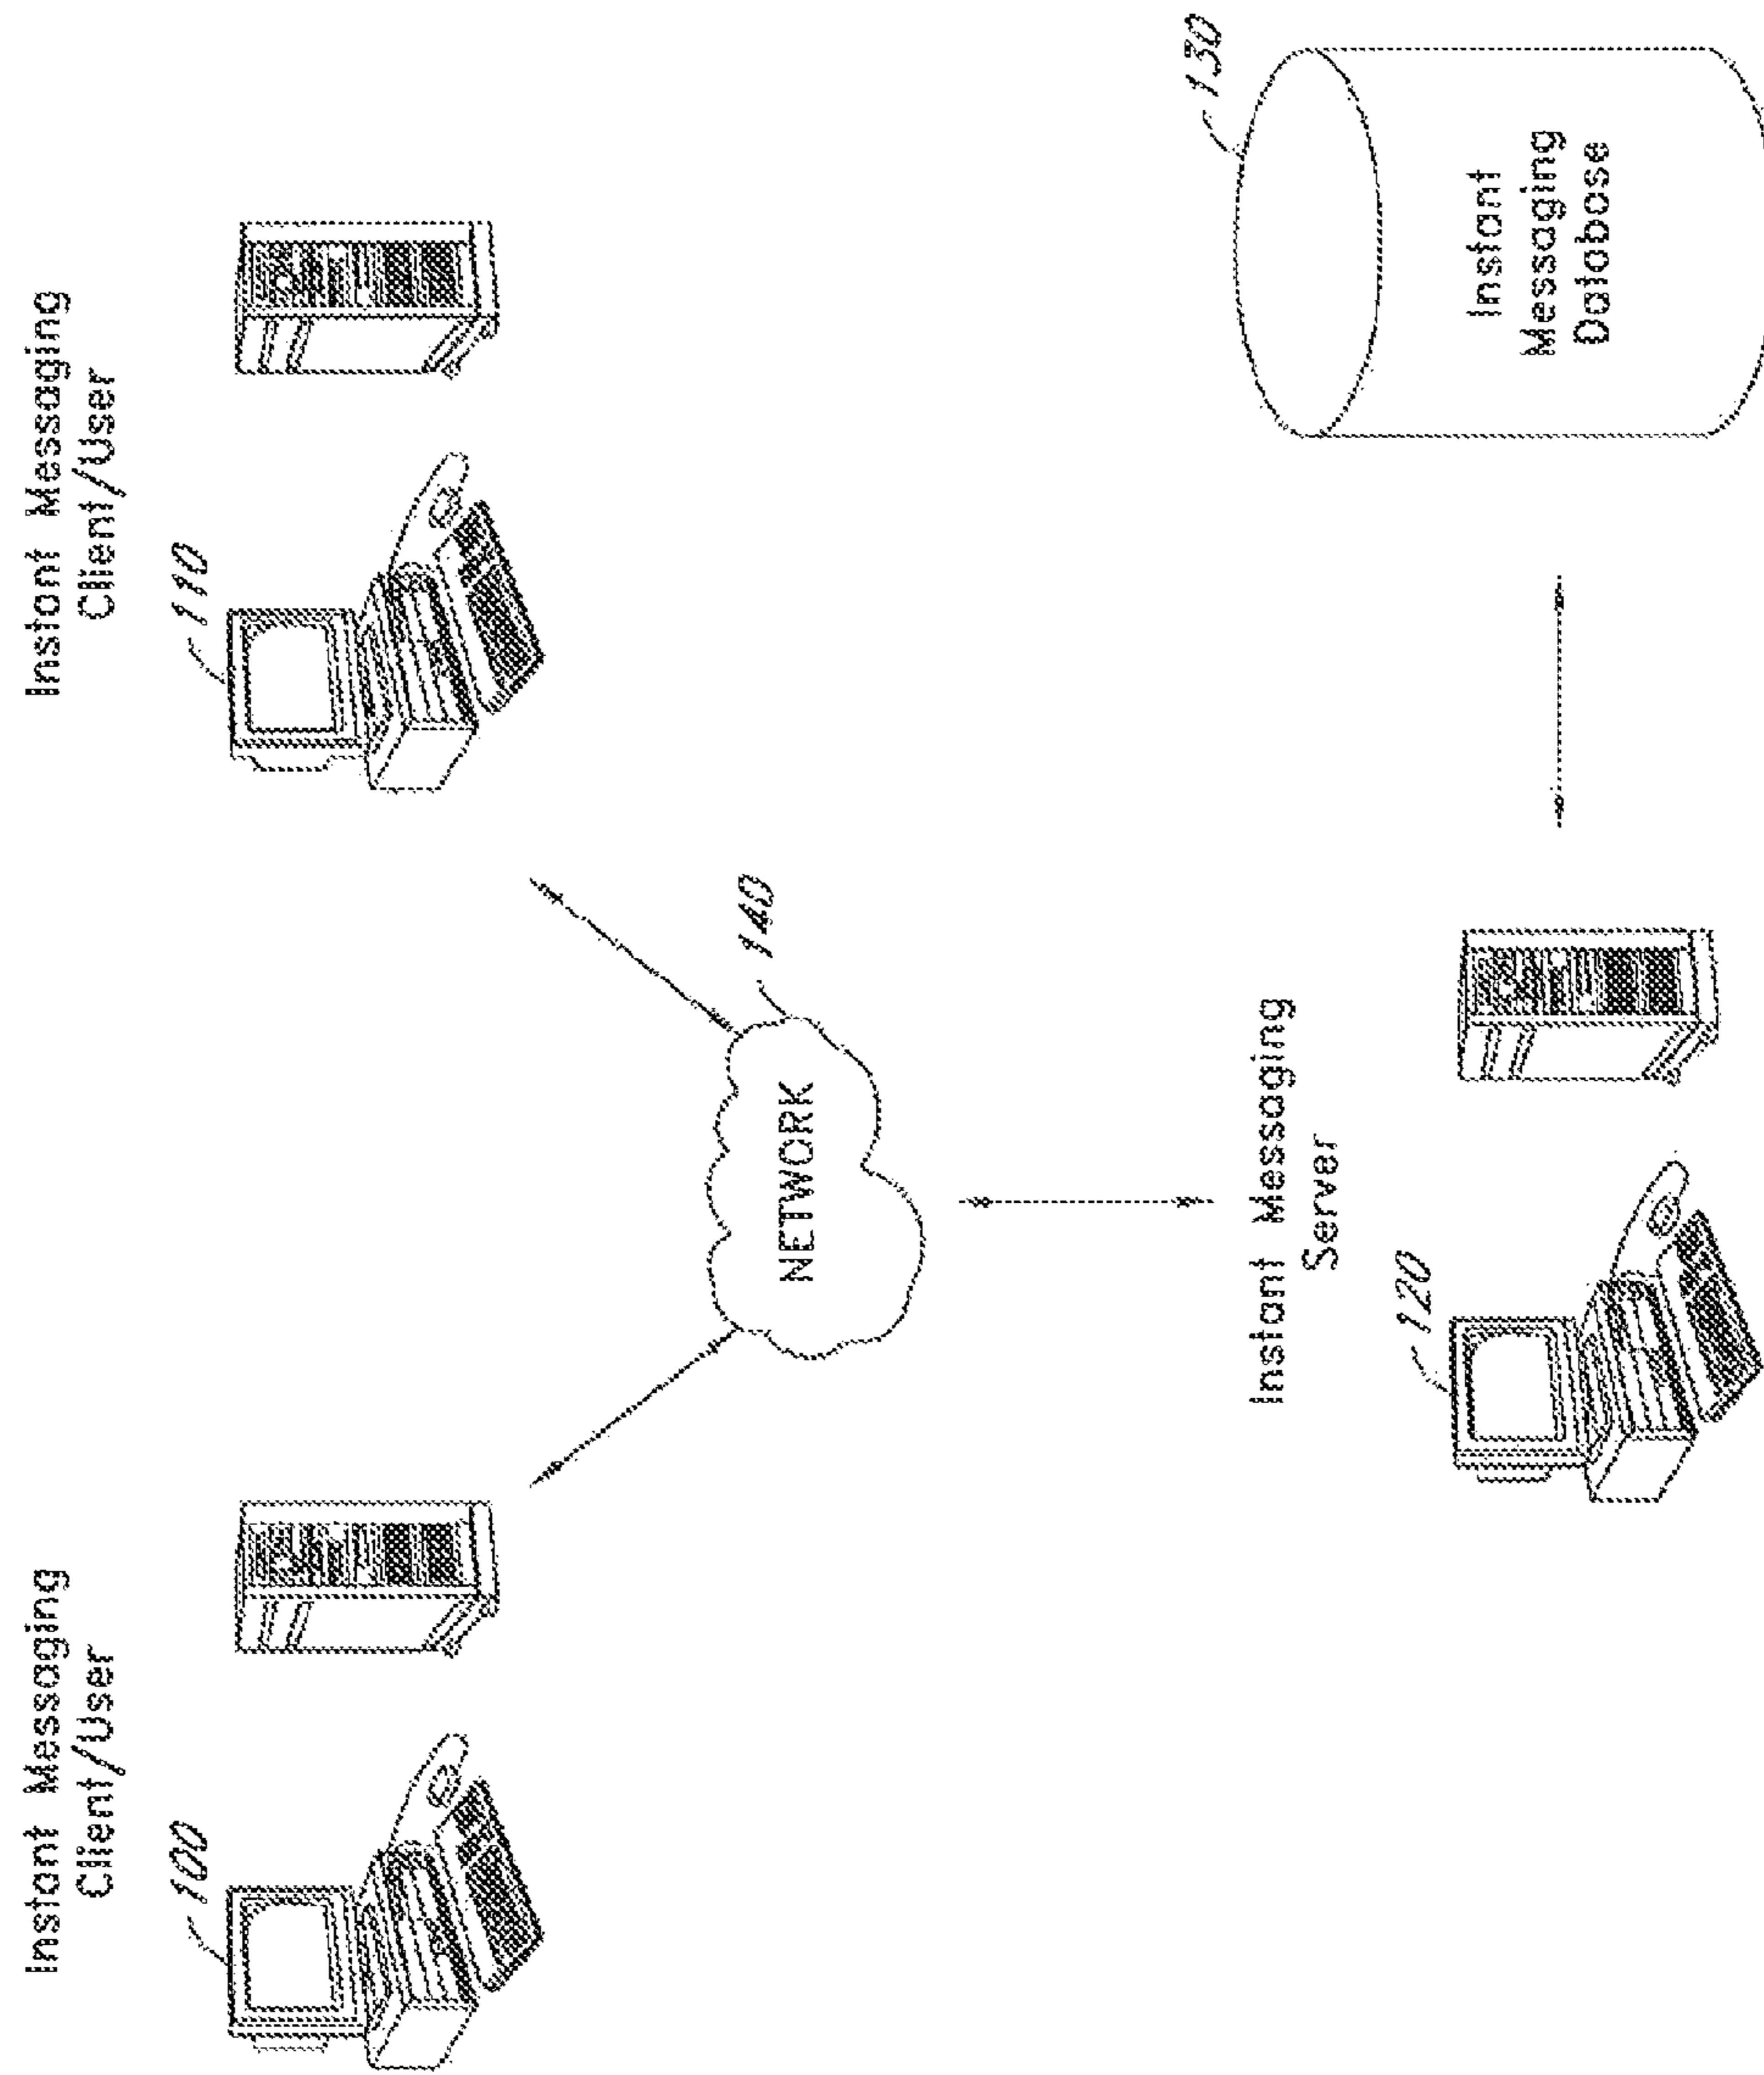 Instant Messaging
Client/User
100
Instant Messaging
Client/User
110
NETWORK
140
Instant Messaging
Server
120
130
Instant
Messaging
Database